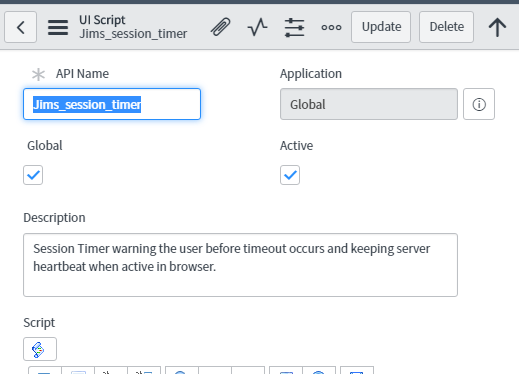 UI Script
Jims_session_timer
Update
Delete
API Name
Application
Jims_session_timer
Global
Global
Active
Description
Session Timer warning the user before timeout occurs and keeping server
heartbeat when active in browser.
Script